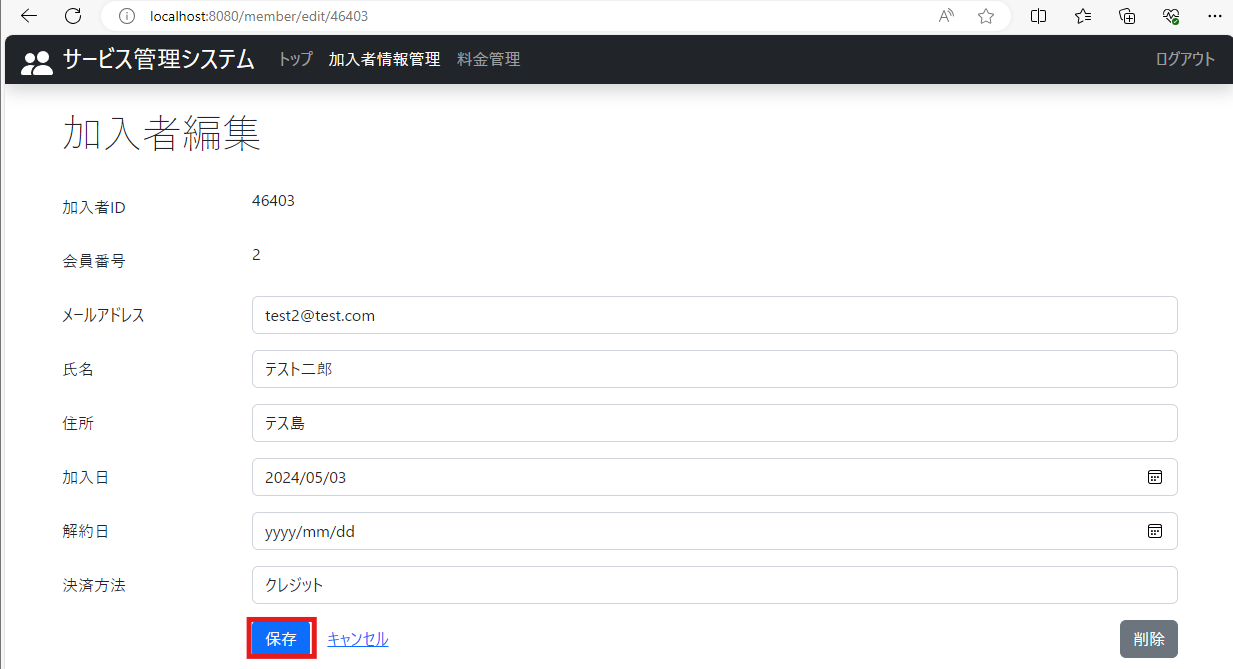 localhost:8080/member/edit/46403
サービス管理システム トップ 加入者情報管理 料金管理 ログアウト
加入者編集
加入者ID 46403
会員番号 2
メールアドレス test2@test.com
氏名 テスト二郎
住所 テス島
加入日 2024/05/03
解約日 yyyy/mm/dd
決済方法 クレジット
保存 キャンセル 削除